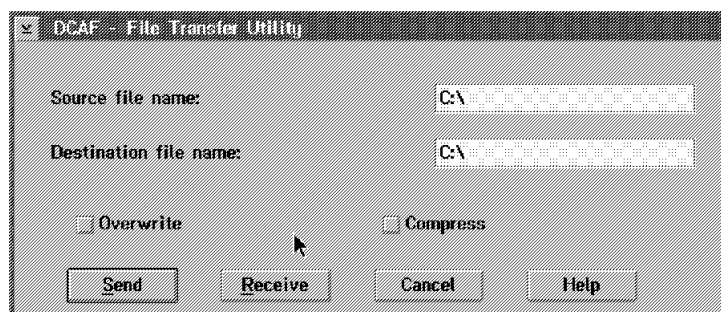 DCAF - File Transfer Utility
Source file name: C:\
Destination file name: C:\
Overwrite Compress
Send Receive Cancel Help